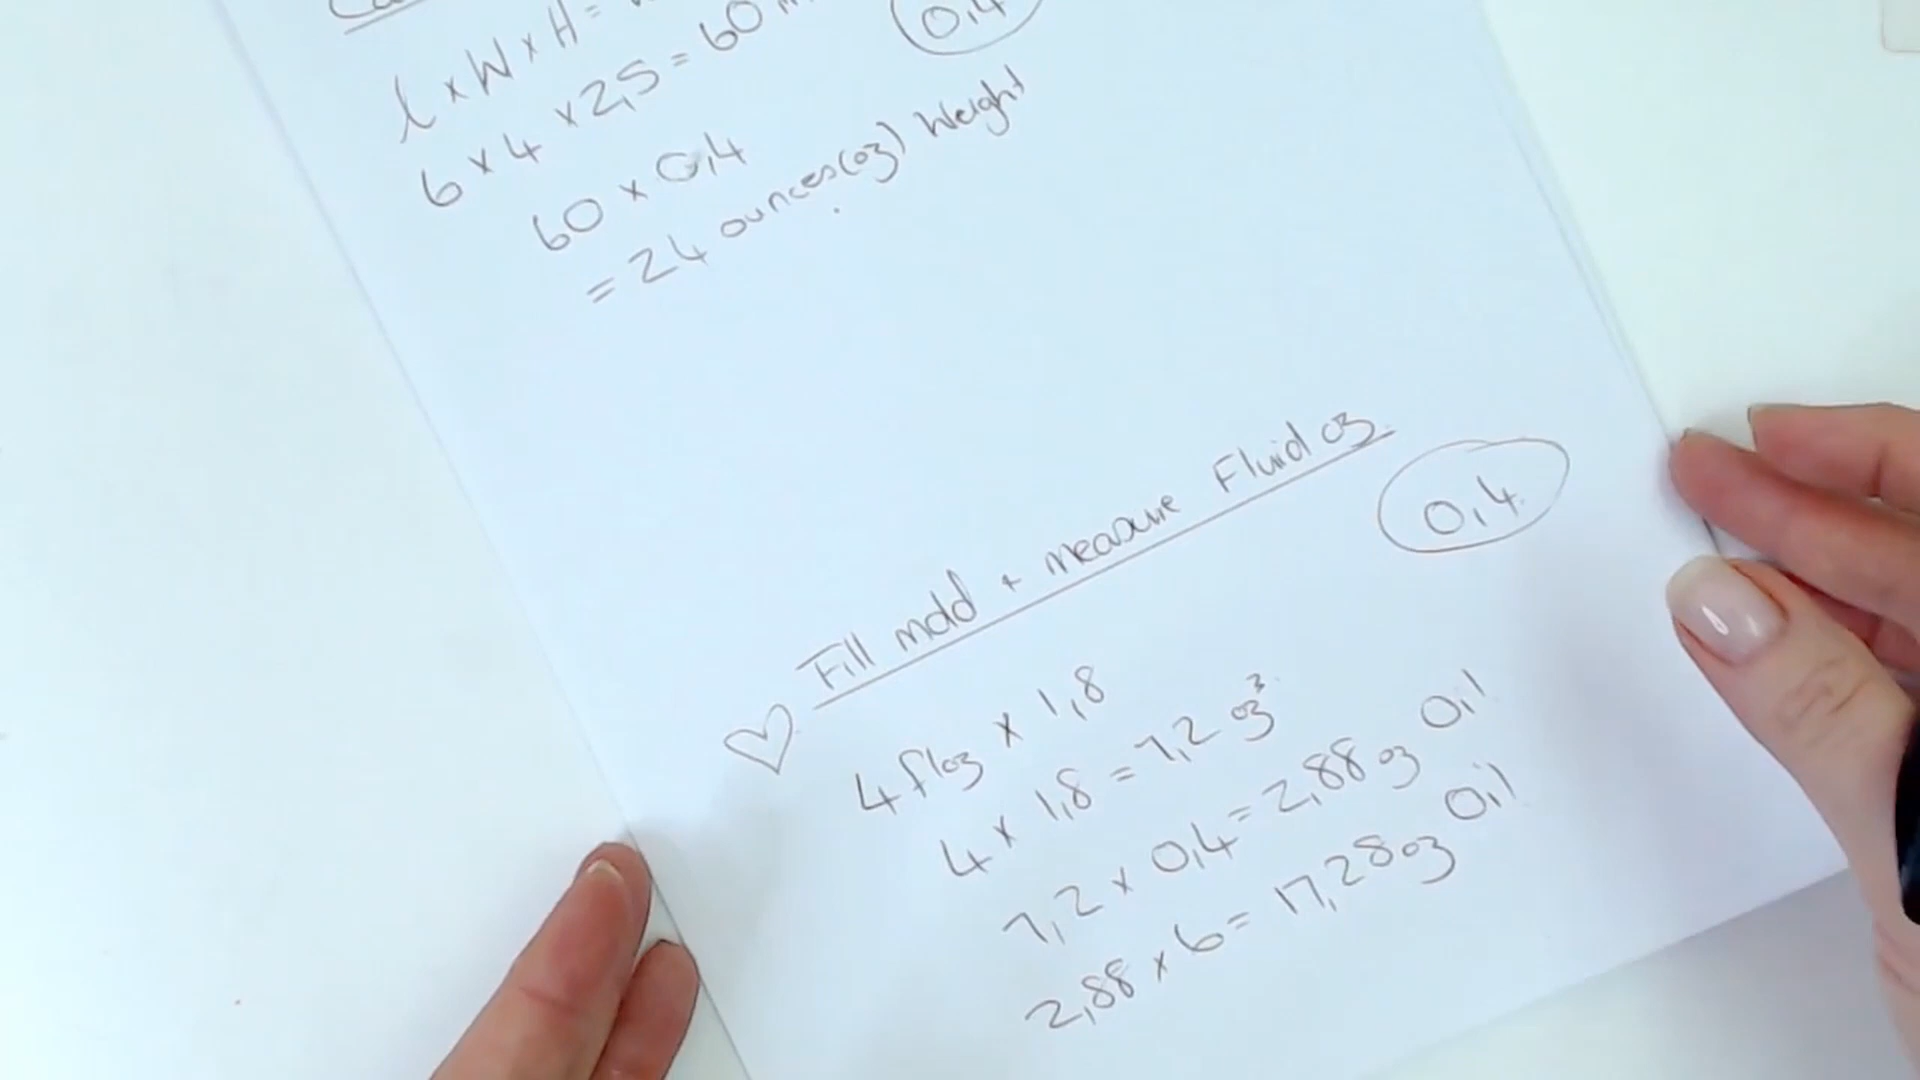 l x W x H =
6 x 4 x 2,5 = 60
0,4
60 x 0,4
= 24 ounces(oz) Weight
Fill mold + measure Fluid oz
0,4
4 floz x 1,8
4 x 1,8 = 7,2 oz³
7,2 x 0,4 = 2,88 oz Oil
2,88 x 6 = 17,28 oz Oil